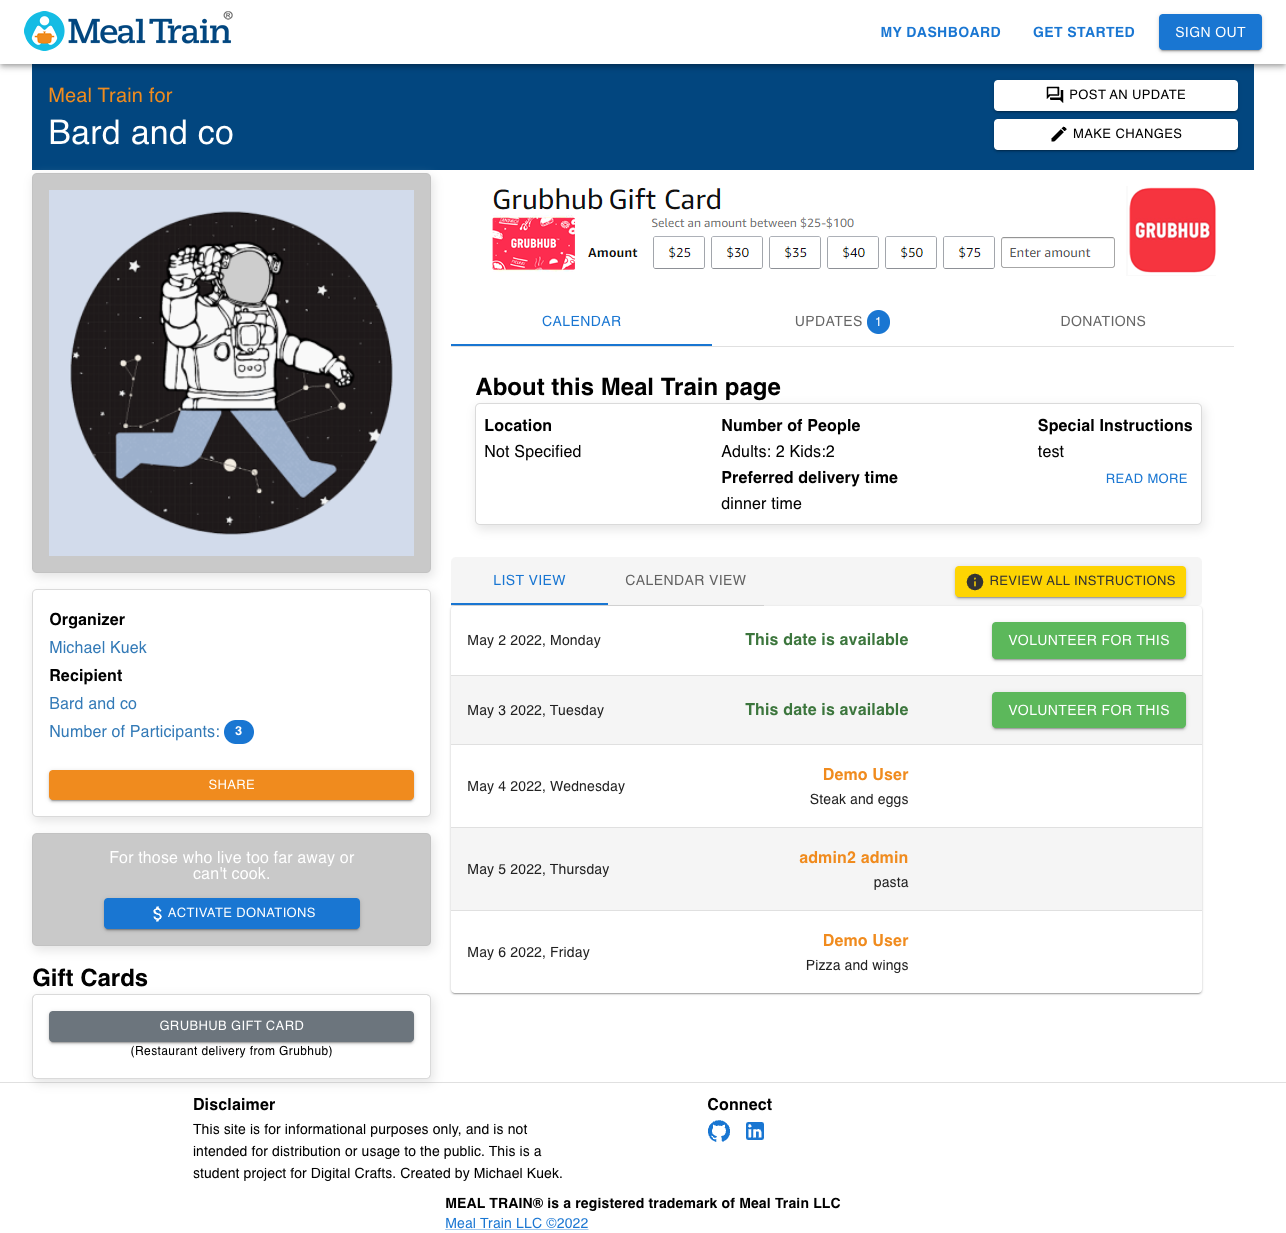 Meal Train®
MY DASHBOARD
GET STARTED
SIGN OUT
Meal Train for
Bard and co
POST AN UPDATE
MAKE CHANGES
Grubhub Gift Card
Select an amount between $25-$100
GRUBHUB
Amount
$25
$30
$35
$40
$50
$75
Enter amount
GRUBHUB
CALENDAR
UPDATES 1
DONATIONS
About this Meal Train page
Location
Not Specified
Number of People
Adults: 2 Kids:2
Preferred delivery time
dinner time
Special Instructions
test
READ MORE
Organizer
Michael Kuek
Recipient
Bard and co
Number of Participants: 3
SHARE
For those who live too far away or
can't cook.
$ ACTIVATE DONATIONS
Gift Cards
GRUBHUB GIFT CARD
(Restaurant delivery from Grubhub)
LIST VIEW
CALENDAR VIEW
REVIEW ALL INSTRUCTIONS
May 2 2022, Monday
This date is available
VOLUNTEER FOR THIS
May 3 2022, Tuesday
This date is available
VOLUNTEER FOR THIS
May 4 2022, Wednesday
Demo User
Steak and eggs
May 5 2022, Thursday
admin2 admin
pasta
May 6 2022, Friday
Demo User
Pizza and wings
Disclaimer
This site is for informational purposes only, and is not
intended for distribution or usage to the public. This is a
student project for Digital Crafts. Created by Michael Kuek.
Connect
MEAL TRAIN® is a registered trademark of Meal Train LLC
Meal Train LLC ©2022